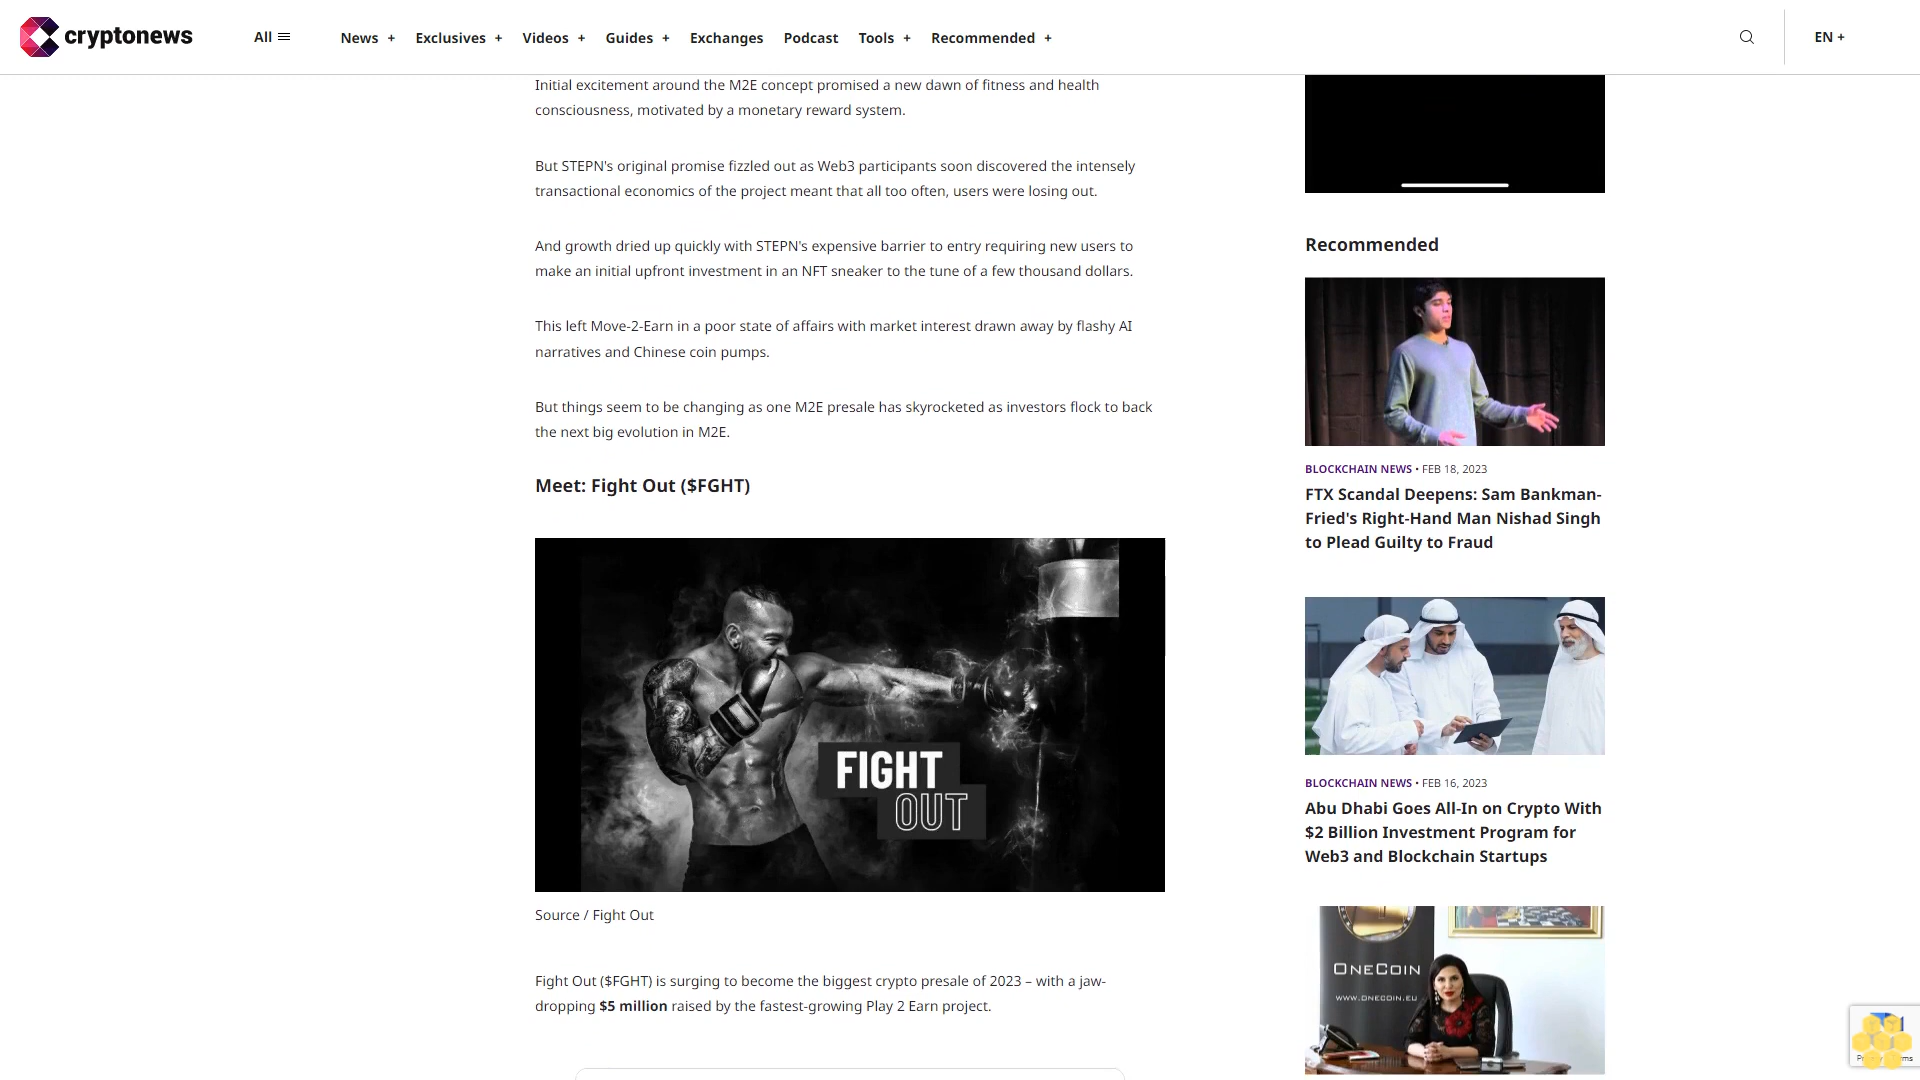 cryptonews
All
News +
Exclusives +
Videos +
Guides +
Exchanges
Podcast
Tools +
Recommended +
EN +
Initial excitement around the M2E concept promised a new dawn of fitness and health
consciousness, motivated by a monetary reward system.
But STEPN's original promise fizzled out as Web3 participants soon discovered the intensely
transactional economics of the project meant that all too often, users were losing out.
And growth dried up quickly with STEPN's expensive barrier to entry requiring new users to
make an initial upfront investment in an NFT sneaker to the tune of a few thousand dollars.
This left Move-2-Earn in a poor state of affairs with market interest drawn away by flashy AI
narratives and Chinese coin pumps.
But things seem to be changing as one M2E presale has skyrocketed as investors flock to back
the next big evolution in M2E.
Meet: Fight Out ($FGHT)
FIGHT
OUT
Source / Fight Out
Fight Out ($FGHT) is surging to become the biggest crypto presale of 2023 – with a jaw-
dropping $5 million raised by the fastest-growing Play 2 Earn project.
Recommended
BLOCKCHAIN NEWS • FEB 18, 2023
FTX Scandal Deepens: Sam Bankman-
Fried's Right-Hand Man Nishad Singh
to Plead Guilty to Fraud
BLOCKCHAIN NEWS • FEB 16, 2023
Abu Dhabi Goes All-In on Crypto With
$2 Billion Investment Program for
Web3 and Blockchain Startups
ONECOIN
WWW.ONECOIN.EU